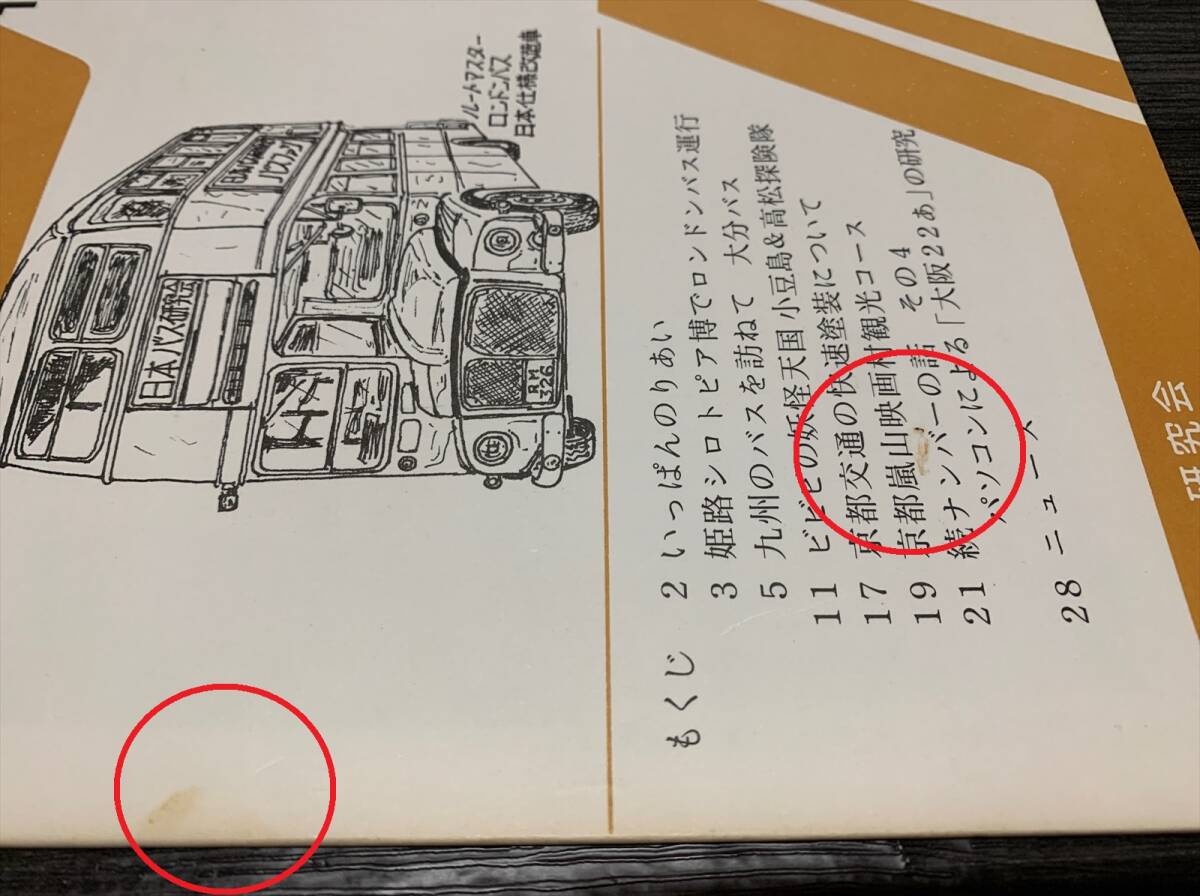 ルートマスター
ロンドンバス
日本仕様改造車
日本バス研究会
RM
326
もくじ
2 いっぱんのりあい
3 姫路シロトピア博でロンドンバス運行
5 九州のバスを訪ねて 大分バス
11 ビビビの妖怪天国 小豆島&高松探険隊
17 京都交通の快速塗装について
19 京都嵐山映画村観光コース
21 続ナンバーの話 その4
パソコンによる「大阪22あ」の研究
28 ニュース
研究会